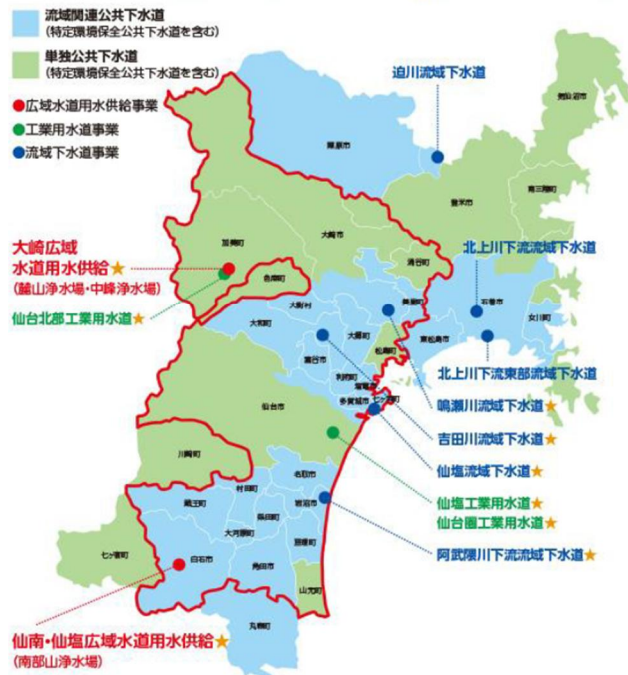 流域関連公共下水道
(特定環境保全公共下水道を含む)
単独公共下水道
(特定環境保全公共下水道を含む)
広域水道用水供給事業
工業用水道事業
流域下水道事業
迫川流域下水道
気仙沼市
栗原市
南三陸町
登米市
大崎市
加美町
涌谷町
大崎広域
水道用水供給★
(麓山浄水場・中峰浄水場)
仙台北部工業用水道★
色麻町
美里町
北上川下流流域下水道
石巻市
女川町
大衡村
大和町
大郷町
松島町
東松島市
富谷市
利府町
塩竈市
多賀城市
七ヶ浜町
北上川下流東部流域下水道
鳴瀬川流域下水道★
吉田川流域下水道★
仙塩流域下水道★
仙台市
川崎町
仙塩工業用水道★
仙台圏工業用水道★
名取市
村田町
蔵王町
岩沼市
柴田町
大河原町
亘理町
阿武隈川下流流域下水道★
七ヶ宿町
白石市
角田市
山元町
丸森町
仙南・仙塩広域水道用水供給★
(南部山浄水場)